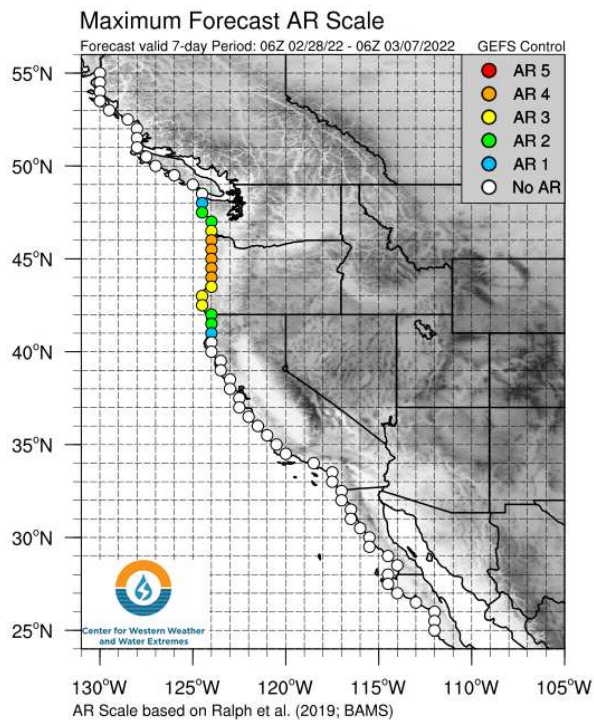 Maximum Forecast AR Scale
Forecast valid 7-day Period: 06Z 02/28/22 - 06Z 03/07/2022 GEFS Control
55°N
50°N
45°N
40°N
35°N
30°N
25°N
AR 5
AR 4
AR 3
AR 2
AR 1
No AR
Center for Western Weather
and Water Extremes
130°W 125°W 120°W 115°W 110°W 105°W
AR Scale based on Ralph et al. (2019; BAMS)